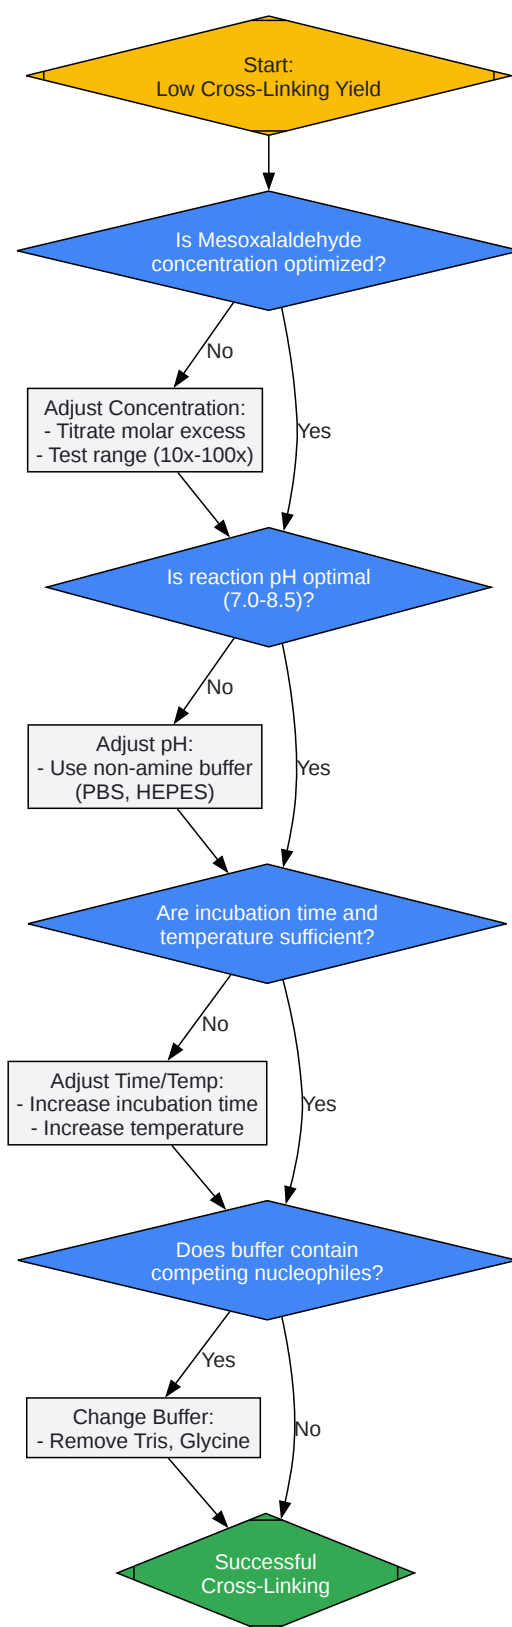 Start:
Low Cross-Linking Yield
Is Mesoxalaldehyde
concentration optimized?
No
Adjust Concentration:
- Titrate molar excess
- Test range (10x-100x)
Yes
Is reaction pH optimal
(7.0-8.5)?
No
Adjust pH:
- Use non-amine buffer
(PBS, HEPES)
Yes
Are incubation time and
temperature sufficient?
No
Adjust Time/Temp:
- Increase incubation time
- Increase temperature
Yes
Does buffer contain
competing nucleophiles?
Yes
Change Buffer:
- Remove Tris, Glycine
No
Successful
Cross-Linking